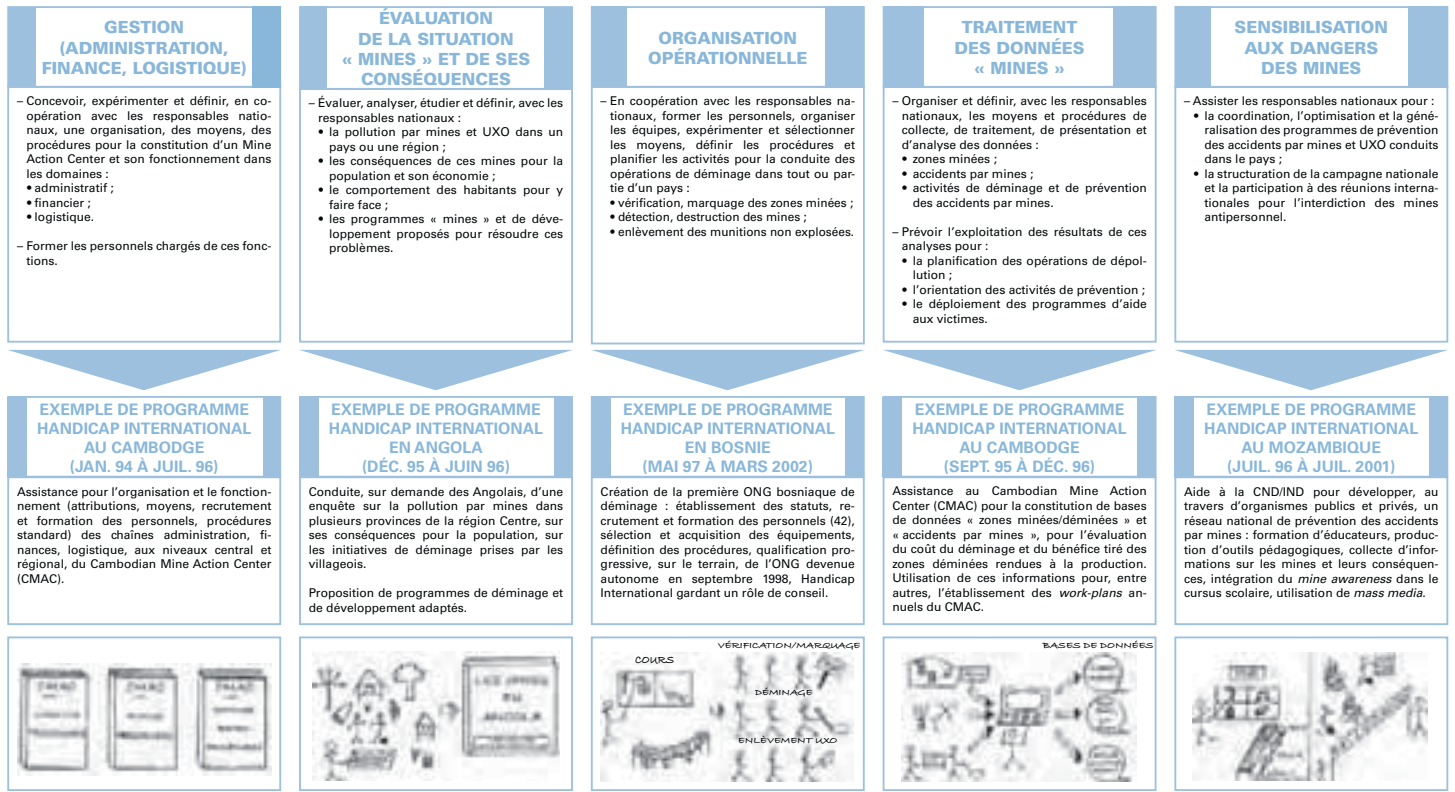 GESTION
(ADMINISTRATION,
FINANCE, LOGISTIQUE)
– Concevoir, expérimenter et définir, en co-
opération avec les responsables natio-
naux, une organisation, des moyens, des
procédures pour la constitution d'un Mine
Action Center et son fonctionnement dans
les domaines :
• administratif ;
• financier ;
• logistique.
– Former les personnels chargés de ces fonc-
tions.
ÉVALUATION
DE LA SITUATION
« MINES » ET DE SES
CONSÉQUENCES
– Évaluer, analyser, étudier et définir, avec les
responsables nationaux :
• la pollution par mines et UXO dans un
pays ou une région ;
• les conséquences de ces mines pour la
population et son économie ;
• le comportement des habitants pour y
faire face ;
• les programmes « mines » et de déve-
loppement proposés pour résoudre ces
problèmes.
ORGANISATION
OPÉRATIONNELLE
– En coopération avec les responsables na-
tionaux, former les personnels, organiser
les équipes, expérimenter et sélectionner
les moyens, définir les procédures et
planifier les activités pour la conduite des
opérations de déminage dans tout ou par-
tie d'un pays :
• vérification, marquage des zones minées ;
• détection, destruction des mines ;
• enlèvement des munitions non explosées.
TRAITEMENT
DES DONNÉES
« MINES »
– Organiser et définir, avec les responsables
nationaux, les moyens et procédures de
collecte, de traitement, de présentation et
d'analyse des données :
• zones minées ;
• accidents par mines ;
• activités de déminage et de prévention
des accidents par mines.
– Prévoir l'exploitation des résultats de ces
analyses pour :
• la planification des opérations de dépol-
lution ;
• l'orientation des activités de prévention ;
• le déploiement des programmes d'aide
aux victimes.
SENSIBILISATION
AUX DANGERS
DES MINES
– Assister les responsables nationaux pour :
• la coordination, l'optimisation et la géné-
ralisation des programmes de prévention
des accidents par mines et UXO conduits
dans le pays ;
• la structuration de la campagne nationale
et la participation à des réunions interna-
tionales pour l'interdiction des mines
antipersonnel.
EXEMPLE DE PROGRAMME
HANDICAP INTERNATIONAL
AU CAMBODGE
(JAN. 94 À JUIL. 96)
Assistance pour l'organisation et le fonction-
nement (attributions, moyens, recrutement
et formation des personnels, procédures
standard) des chaînes administration, fi-
nances, logistique, aux niveaux central et
régional, du Cambodian Mine Action Center
(CMAC).
EXEMPLE DE PROGRAMME
HANDICAP INTERNATIONAL
EN ANGOLA
(DÉC. 95 À JUIN 96)
Conduite, sur demande des Angolais, d'une
enquête sur la pollution par mines dans
plusieurs provinces de la région Centre, sur
ses conséquences pour la population, sur
les initiatives de déminage prises par les
villageois.
Proposition de programmes de déminage et
de développement adaptés.
EXEMPLE DE PROGRAMME
HANDICAP INTERNATIONAL
EN BOSNIE
(MAI 97 À MARS 2002)
Création de la première ONG bosniaque de
déminage : établissement des statuts, re-
crutement et formation des personnels (42),
sélection et acquisition des équipements,
définition des procédures, qualification pro-
gressive, sur le terrain, de l'ONG devenue
autonome en septembre 1998, Handicap
International gardant un rôle de conseil.
EXEMPLE DE PROGRAMME
HANDICAP INTERNATIONAL
AU CAMBODGE
(SEPT. 95 À DÉC. 96)
Assistance au Cambodian Mine Action
Center (CMAC) pour la constitution de bases
de données « zones minées/déminées » et
« accidents par mines », pour l'évaluation
du coût du déminage et du bénéfice tiré des
zones déminées rendues à la production.
Utilisation de ces informations pour, entre
autres, l'établissement des work-plans an-
nuels du CMAC.
EXEMPLE DE PROGRAMME
HANDICAP INTERNATIONAL
AU MOZAMBIQUE
(JUIL. 96 À JUIL. 2001)
Aide à la CND/IND pour développer, au
travers d'organismes publics et privés, un
réseau national de prévention des accidents
par mines : formation d'éducateurs, produc-
tion d'outils pédagogiques, collecte d'infor-
mations sur les mines et leurs conséquen-
ces, intégration du mine awareness dans le
cursus scolaire, utilisation de mass media.
CMAC
CMAC
CMAC
LES MINES
EN
ANGOLA
COURS
VÉRIFICATION/MARQUAGE
DÉMINAGE
ENLÈVEMENT UXO
BASES DE DONNÉES